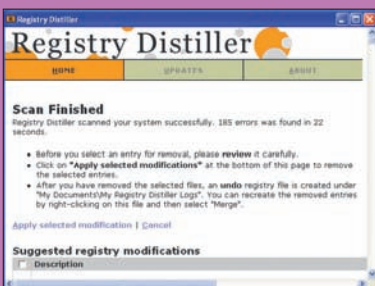 Registry Distiller
Registry Distiller
HOME UPDATES ABOUT
Scan Finished
Registry Distiller scanned your system successfully. 185 errors was found in 22
seconds.
Before you select an entry for removal, please review it carefully.
Click on "Apply selected modifications" at the bottom of this page to remove
the selected entries.
After you have removed the selected files, an undo registry file is created under
"My Documents\My Registry Distiller Logs". You can recreate the removed entries
by right-clicking on this file and then select "Merge".
Apply selected modification | Cancel
Suggested registry modifications
Description